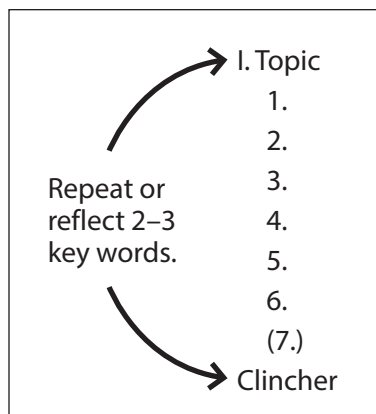 I. Topic
1.
2.
3.
4.
5.
6.
(7.)
Clincher
Repeat or
reflect 2–3
key words.